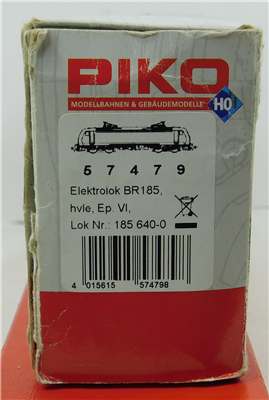 PIKO
MODELLBAHNEN & GEBÄUDEMODELLE
H0
5 7 4 7 9
Elektrolok BR185,
hvle, Ep. VI,
Lok Nr.: 185 640-0
4 015615 574798